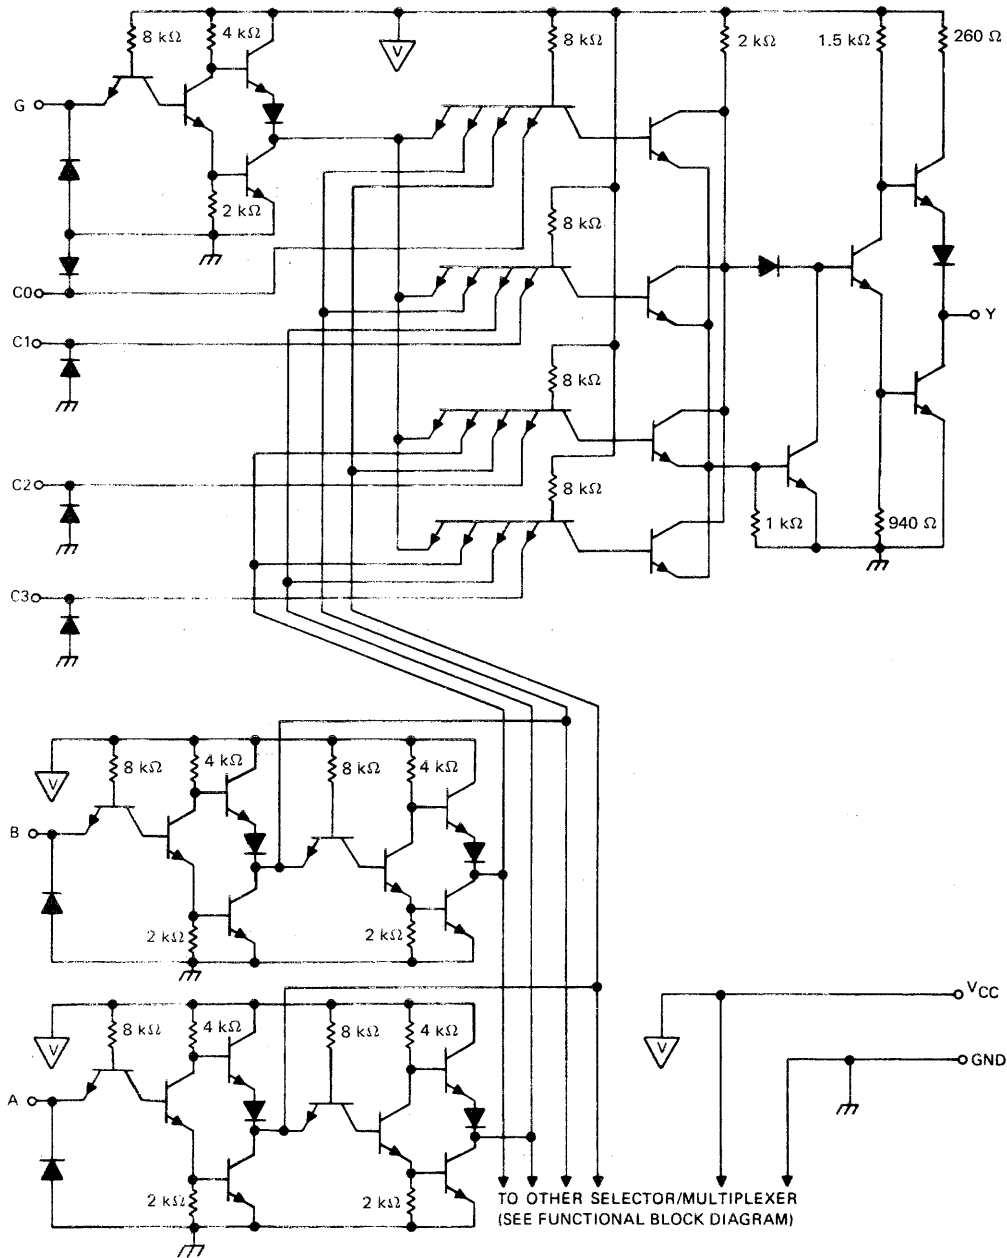 8 kΩ 4 kΩ 8 kΩ 2 kΩ 1.5 kΩ 260 Ω
V
G
2 kΩ
8 kΩ
C0
Y
C1
8 kΩ
C2
8 kΩ
1 kΩ 940 Ω
C3
8 kΩ 4 kΩ 8 kΩ 4 kΩ
V
B
2 kΩ 2 kΩ
VCC
8 kΩ 4 kΩ 8 kΩ 4 kΩ
V V
GND
A
2 kΩ 2 kΩ
TO OTHER SELECTOR/MULTIPLEXER
(SEE FUNCTIONAL BLOCK DIAGRAM)